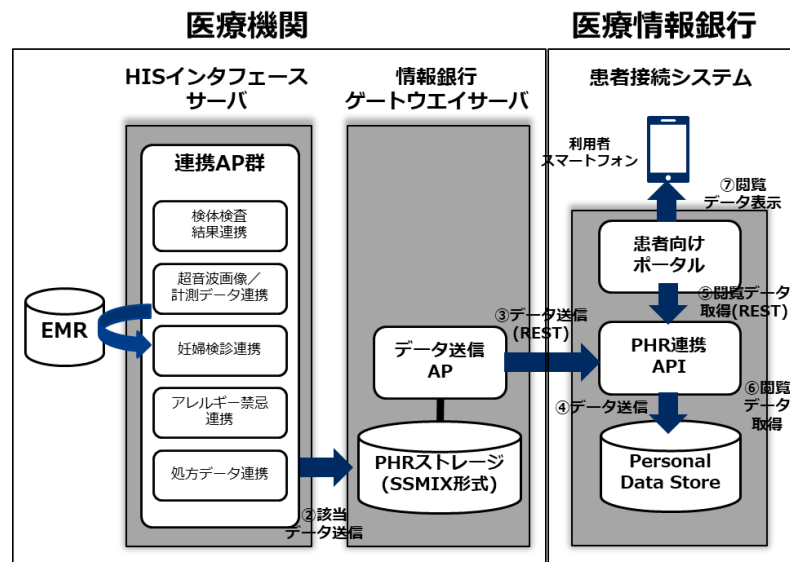 医療機関
医療情報銀行
HISインタフェース
サーバ
情報銀行
ゲートウエイサーバ
患者接続システム
連携AP群
検体検査
結果連携
超音波画像／
計測データ連携
妊婦検診連携
アレルギー禁忌
連携
処方データ連携
EMR
②該当
データ送信
データ送信
AP
PHRストレージ
(SSMIX形式)
③データ送信
(REST)
利用者
スマートフォン
⑦閲覧
データ表示
患者向け
ポータル
⑤閲覧データ
取得(REST)
PHR連携
API
④データ送信
⑥閲覧
データ
取得
Personal
Data Store